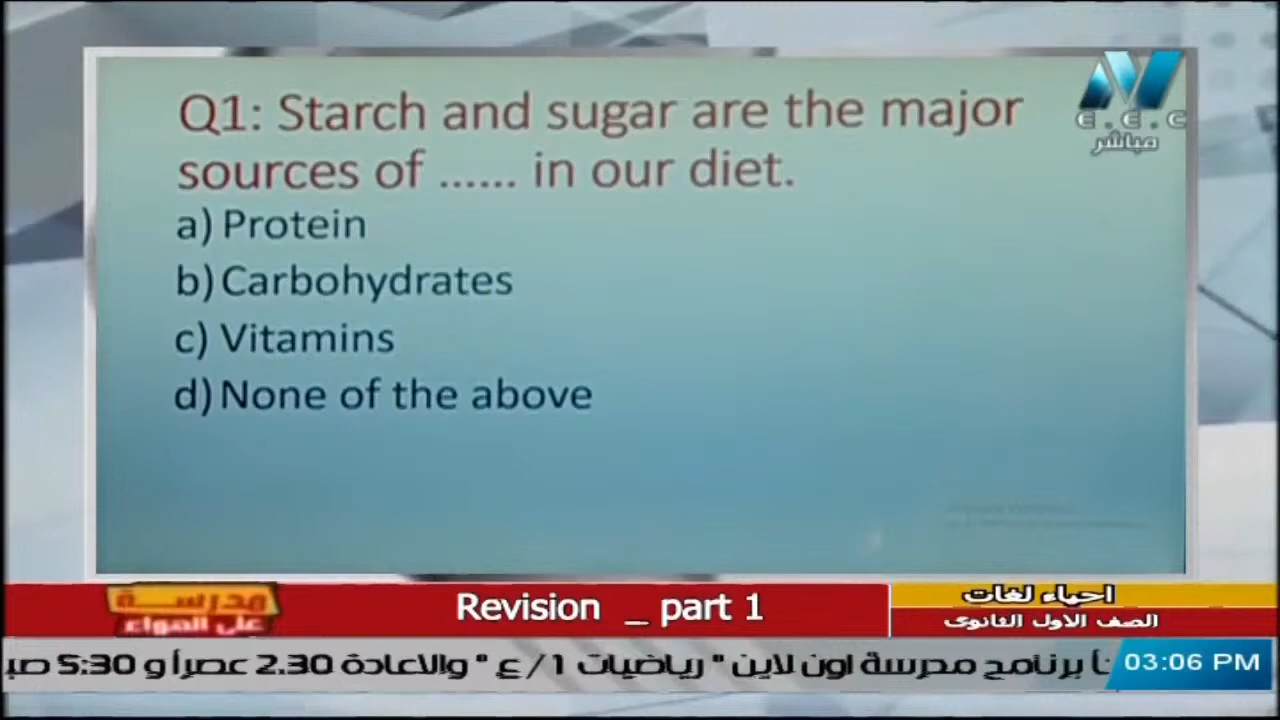 Q1: Starch and sugar are the major
sources of ...... in our diet.
a) Protein
b) Carbohydrates
c) Vitamins
d) None of the above
E.E.C
مباشر
مدرسة
على الهواء
Revision _ part 1
احياء لغات
الصف الاول الثانوى
برنامج مدرسة اون لاين " رياضيات 1/ ع " والاعادة 2.30 عصراً و 5:30
03:06 PM